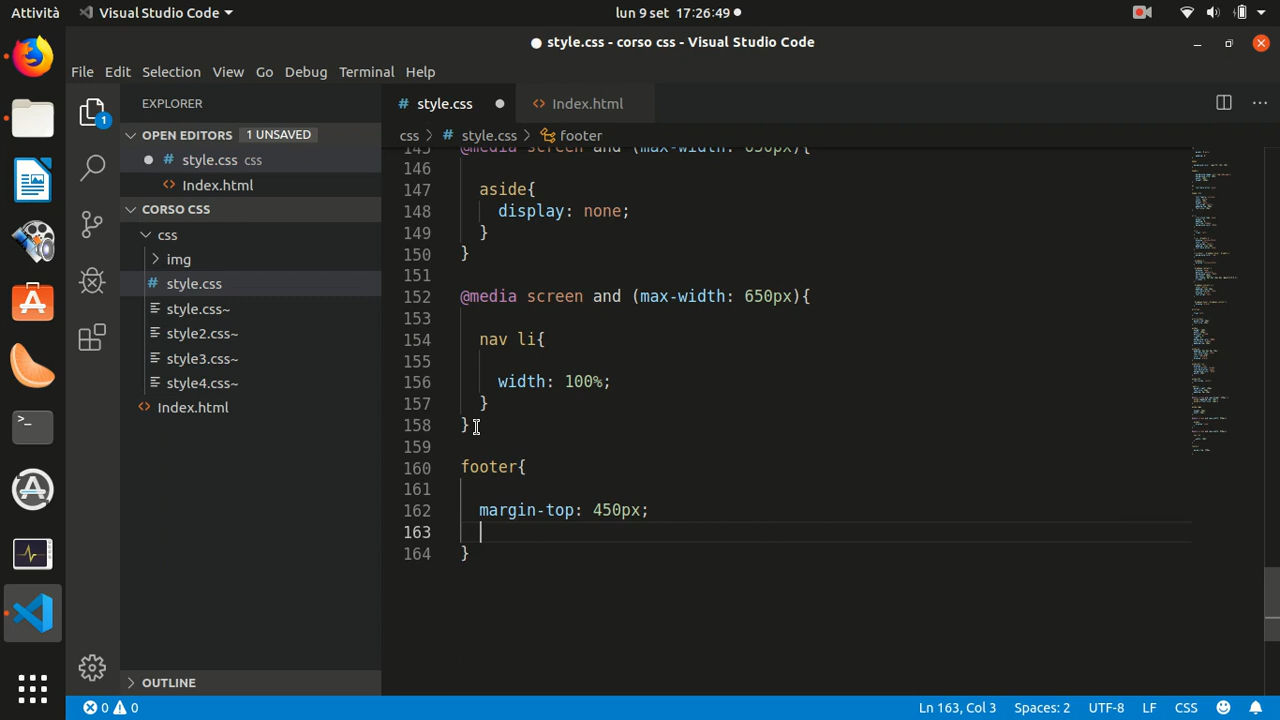 Attività
Visual Studio Code
lun 9 set 17:26:49
style.css - corso css - Visual Studio Code
File Edit Selection View Go Debug Terminal Help
EXPLORER
OPEN EDITORS 1 UNSAVED
# style.css css
<> Index.html
CORSO CSS
css
img
# style.css
style.css~
style2.css~
style3.css~
style4.css~
<> Index.html
OUTLINE
1
# style.css
<> Index.html
css > # style.css > footer
145 @media screen and (max-width: 650px){
146
147 aside{
148 display: none;
149 }
150 }
151
152 @media screen and (max-width: 650px){
153
154 nav li{
155
156 width: 100%;
157 }
158 }
159
160 footer{
161
162 margin-top: 450px;
163
164 }
0 0
Ln 163, Col 3 Spaces: 2 UTF-8 LF CSS